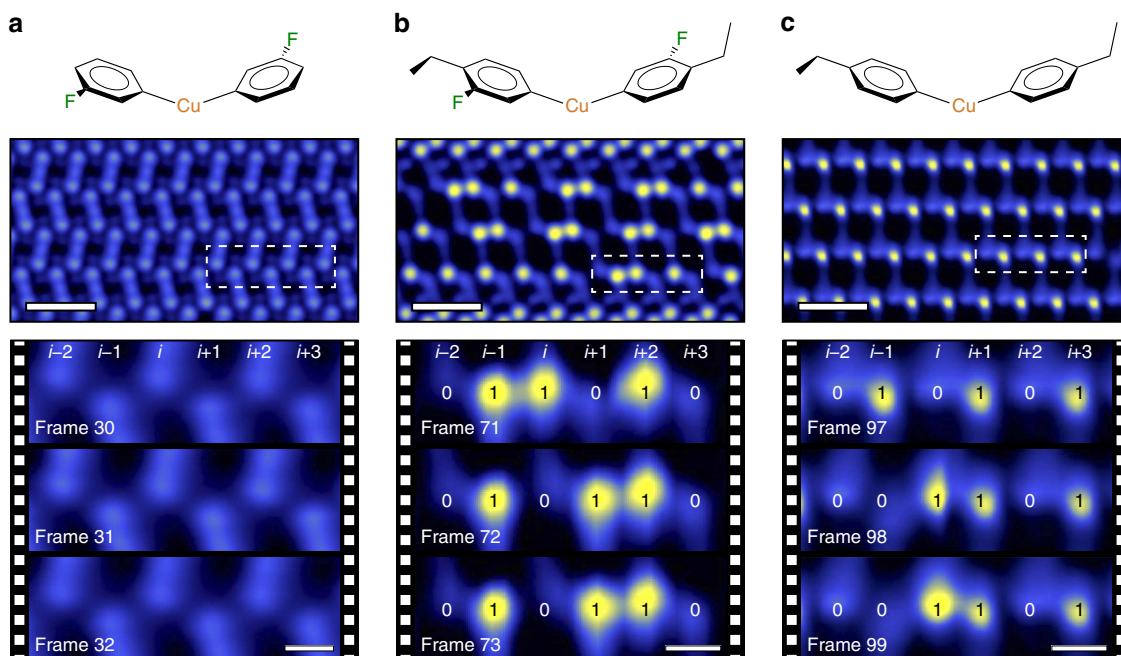 a
b
c
F
F
Cu
F
F
Cu
Cu
i–2 i–1 i i+1 i+2 i+3
Frame 30
Frame 31
Frame 32
i–2 i–1 i i+1 i+2 i+3
0 1 1 0 1 0
Frame 71
0 1 0 1 1 0
Frame 72
0 1 0 1 1 0
Frame 73
i–2 i–1 i i+1 i+2 i+3
0 1 0 1 0 1
Frame 97
0 0 1 1 0 1
Frame 98
0 0 1 1 0 1
Frame 99